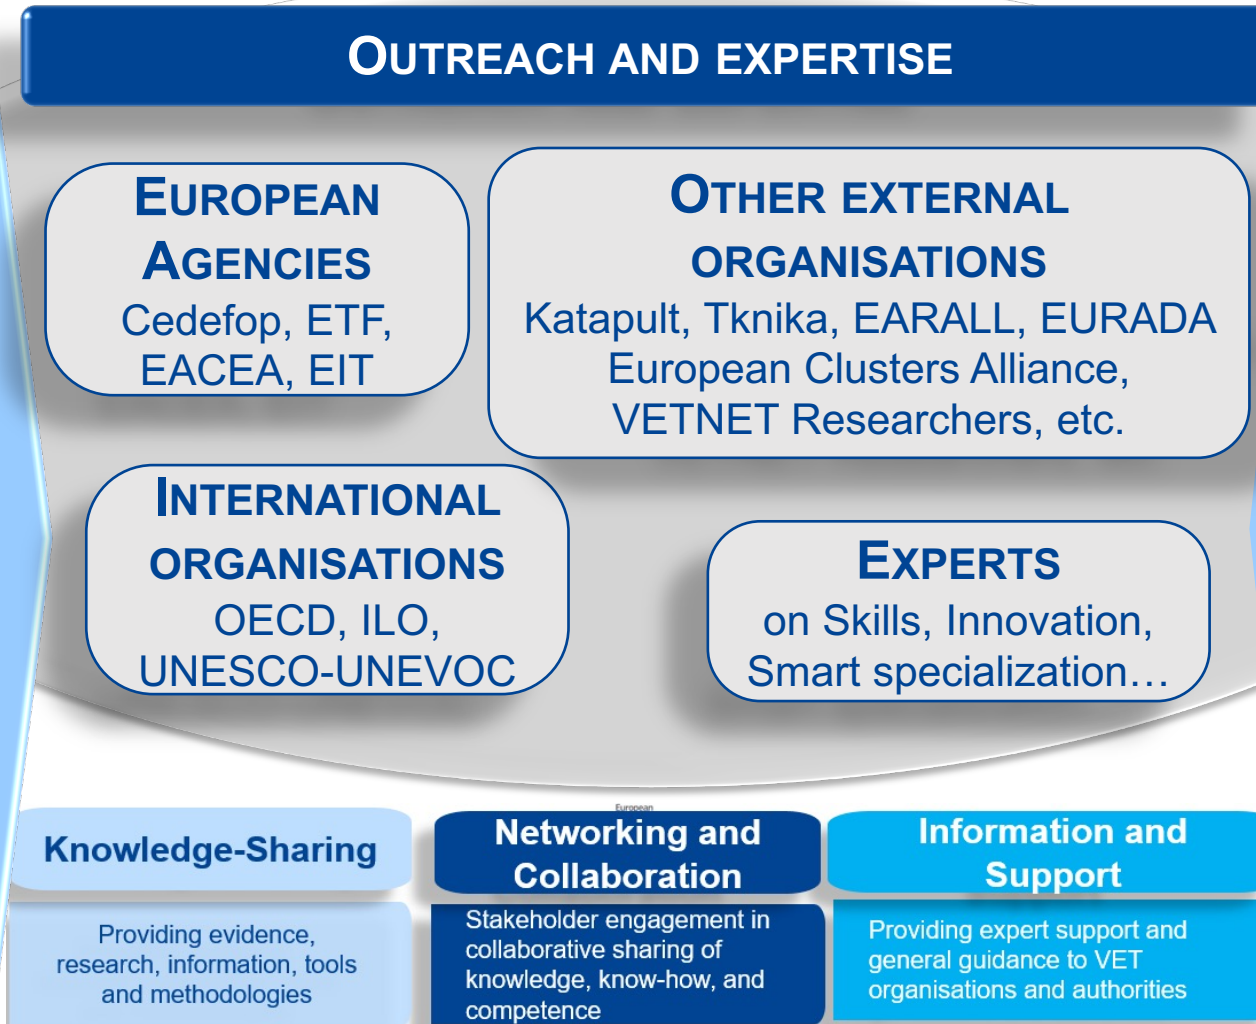 OUTREACH AND EXPERTISE
EUROPEAN
AGENCIES
Cedefop, ETF,
EACEA, EIT
OTHER EXTERNAL
ORGANISATIONS
Katapult, Tknika, EARALL, EURADA
European Clusters Alliance,
VETNET Researchers, etc.
INTERNATIONAL
ORGANISATIONS
OECD, ILO,
UNESCO-UNEVOC
EXPERTS
on Skills, Innovation,
Smart specialization…
European
Knowledge-Sharing
Providing evidence,
research, information, tools
and methodologies
Networking and
Collaboration
Stakeholder engagement in
collaborative sharing of
knowledge, know-how, and
competence
Information and
Support
Providing expert support and
general guidance to VET
organisations and authorities